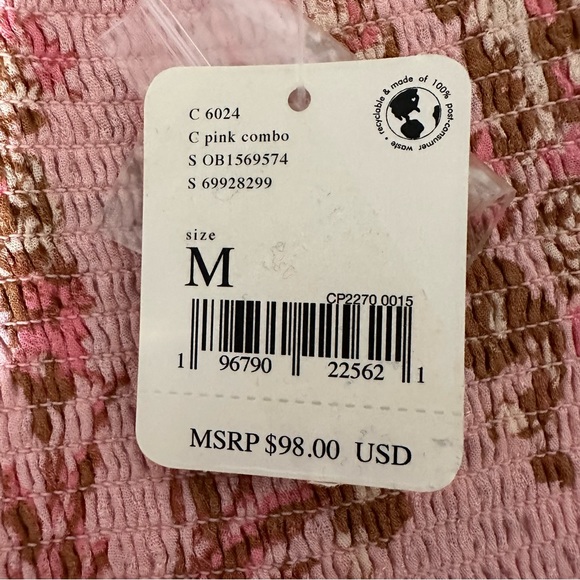 recyclable & made of 100% post-consumer waste •
C 6024
C pink combo
S OB1569574
S 69928299
size
M
CP2270 0015
1 96790 22562 1
MSRP $98.00 USD